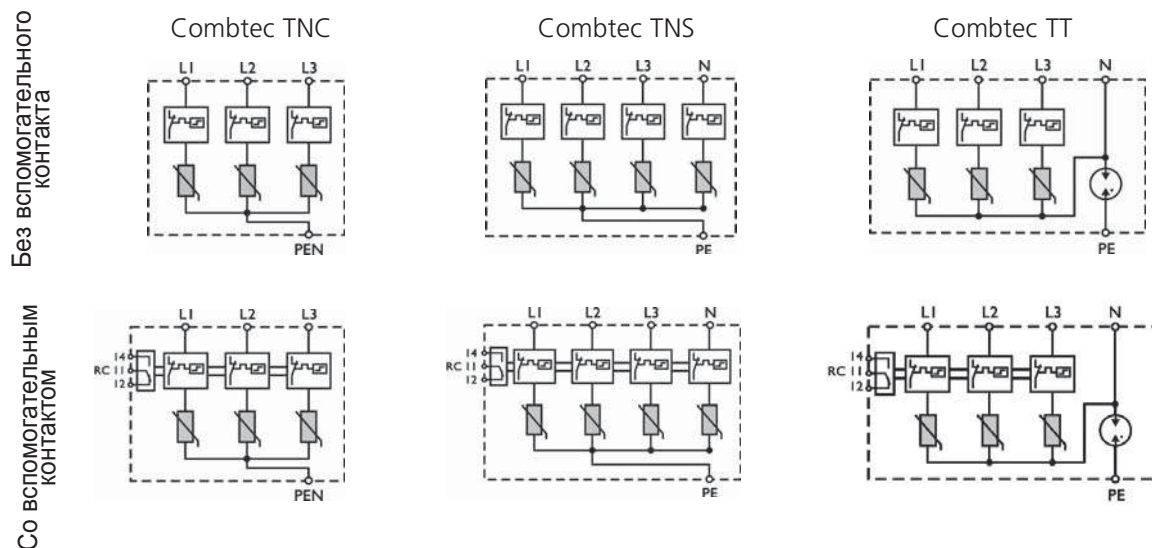 Combtec TNC
Combtec TNS
Combtec TT
Без вспомогательного
контакта
L1 L2 L3
PEN
L1 L2 L3 N
PE
L1 L2 L3 N
PE
Со вспомогательным
контактом
L1 L2 L3
14
RC 11
12
PEN
L1 L2 L3 N
14
RC 11
12
PE
L1 L2 L3 N
14
RC 11
12
PE